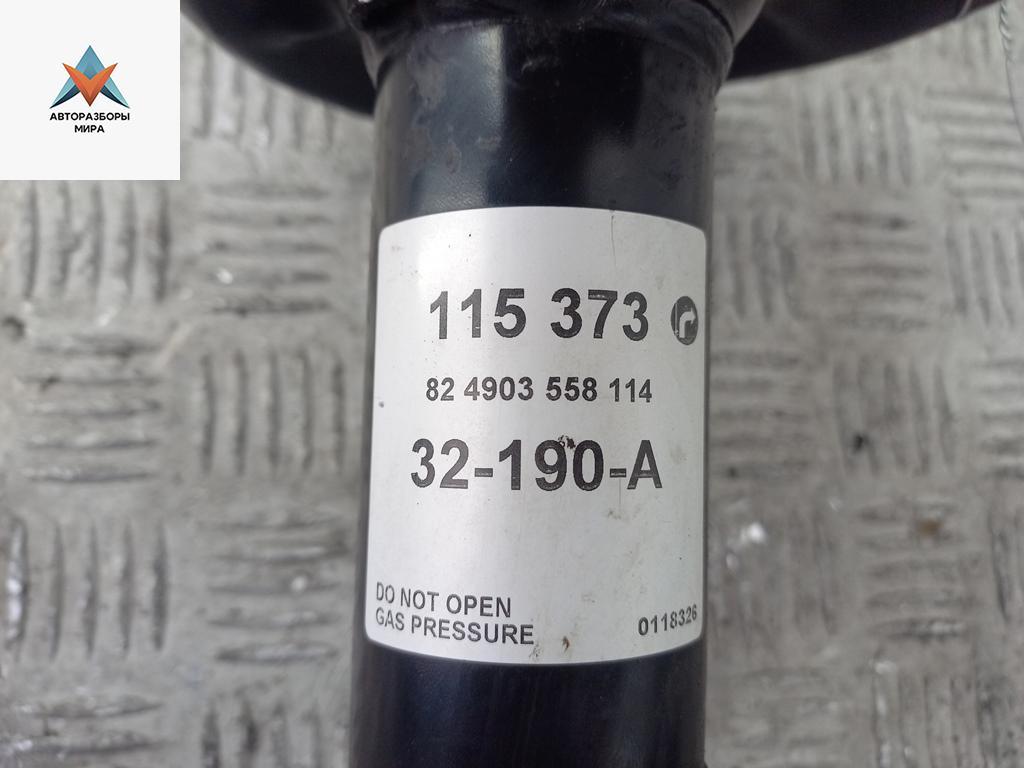 АВТОРАЗБОРЫ
МИРА
115 373
82 4903 558 114
32-190-A
DO NOT OPEN
GAS PRESSURE
0118326